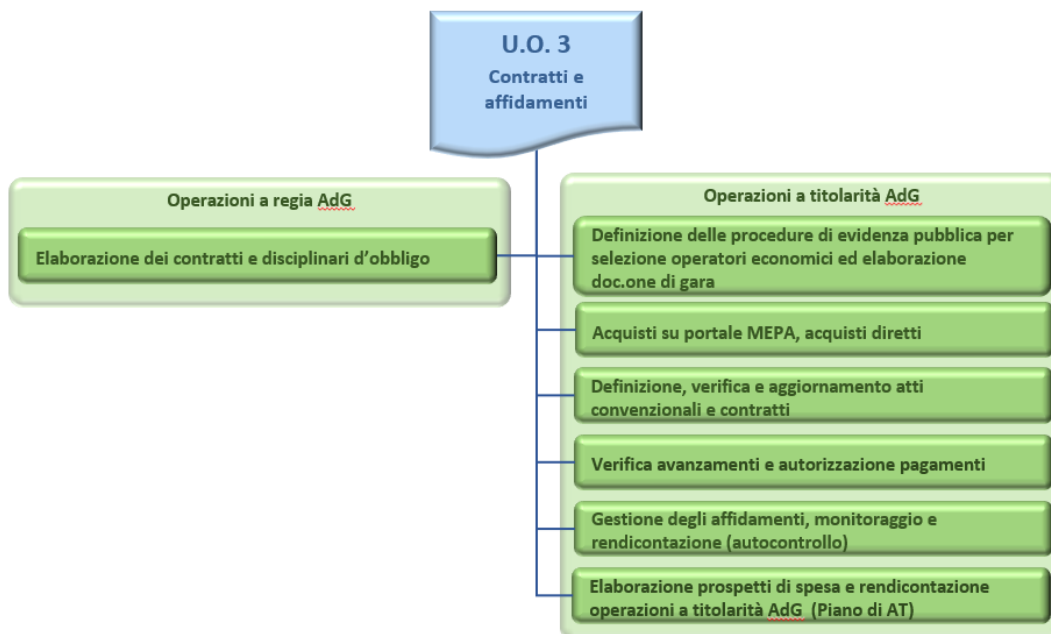 U.O. 3
Contratti e
affidamenti
Operazioni a regia AdG
Elaborazione dei contratti e disciplinari d'obbligo
Operazioni a titolarità AdG
Definizione delle procedure di evidenza pubblica per
selezione operatori economici ed elaborazione
doc.one di gara
Acquisti su portale MEPA, acquisti diretti
Definizione, verifica e aggiornamento atti
convenzionali e contratti
Verifica avanzamenti e autorizzazione pagamenti
Gestione degli affidamenti, monitoraggio e
rendicontazione (autocontrollo)
Elaborazione prospetti di spesa e rendicontazione
operazioni a titolarità AdG (Piano di AT)